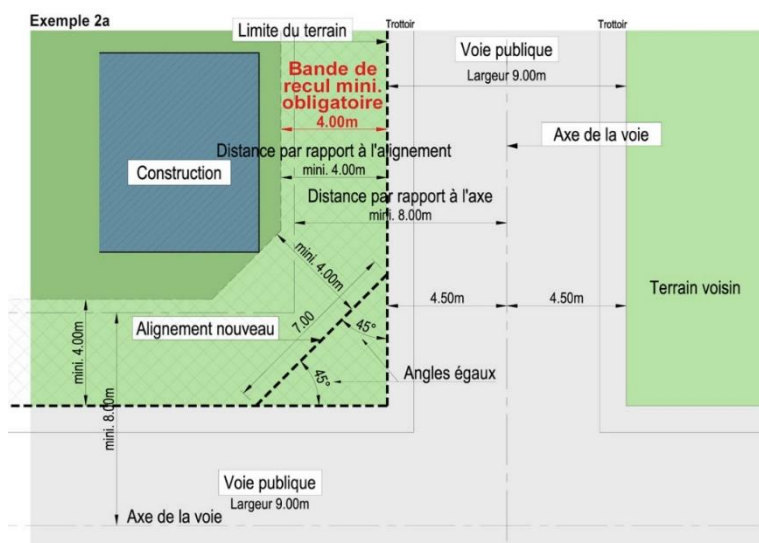 Exemple 2a
Trottoir
Trottoir
Limite du terrain
Voie publique
Largeur 9.00m
Bande de
recul mini.
obligatoire
4.00m
Axe de la voie
Distance par rapport à l'alignement
mini. 4.00m
Construction
Distance par rapport à l'axe
mini. 8.00m
mini. 4.00m
4.50m
4.50m
Terrain voisin
Alignement nouveau
7.00
45°
45°
Angles égaux
mini. 4.00m
mini. 8.00m
Voie publique
Largeur 9.00m
Axe de la voie